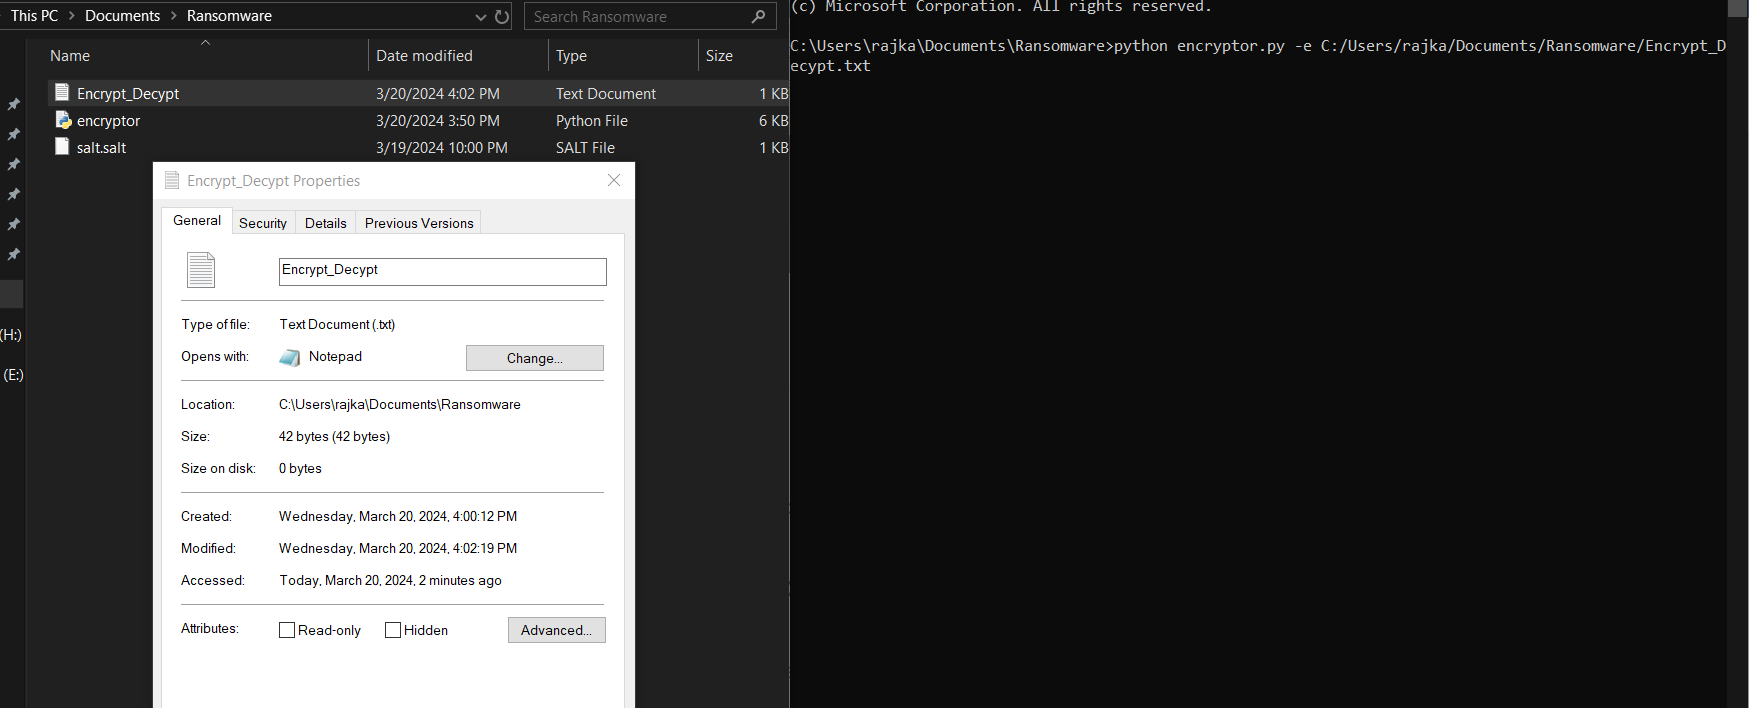 This PC > Documents > Ransomware
Search Ransomware
Name Date modified Type Size
Encrypt_Decypt 3/20/2024 4:02 PM Text Document 1 KB
encryptor 3/20/2024 3:50 PM Python File 6 KB
salt.salt 3/19/2024 10:00 PM SALT File 1 KB
(H:)
(E:)
Encrypt_Decypt Properties
General Security Details Previous Versions
Encrypt_Decypt
Type of file: Text Document (.txt)
Opens with: Notepad Change...
Location: C:\Users\rajka\Documents\Ransomware
Size: 42 bytes (42 bytes)
Size on disk: 0 bytes
Created: Wednesday, March 20, 2024, 4:00:12 PM
Modified: Wednesday, March 20, 2024, 4:02:19 PM
Accessed: Today, March 20, 2024, 2 minutes ago
Attributes: Read-only Hidden Advanced...
(c) Microsoft Corporation. All rights reserved.
C:\Users\rajka\Documents\Ransomware>python encryptor.py -e C:/Users/rajka/Documents/Ransomware/Encrypt_D
ecypt.txt